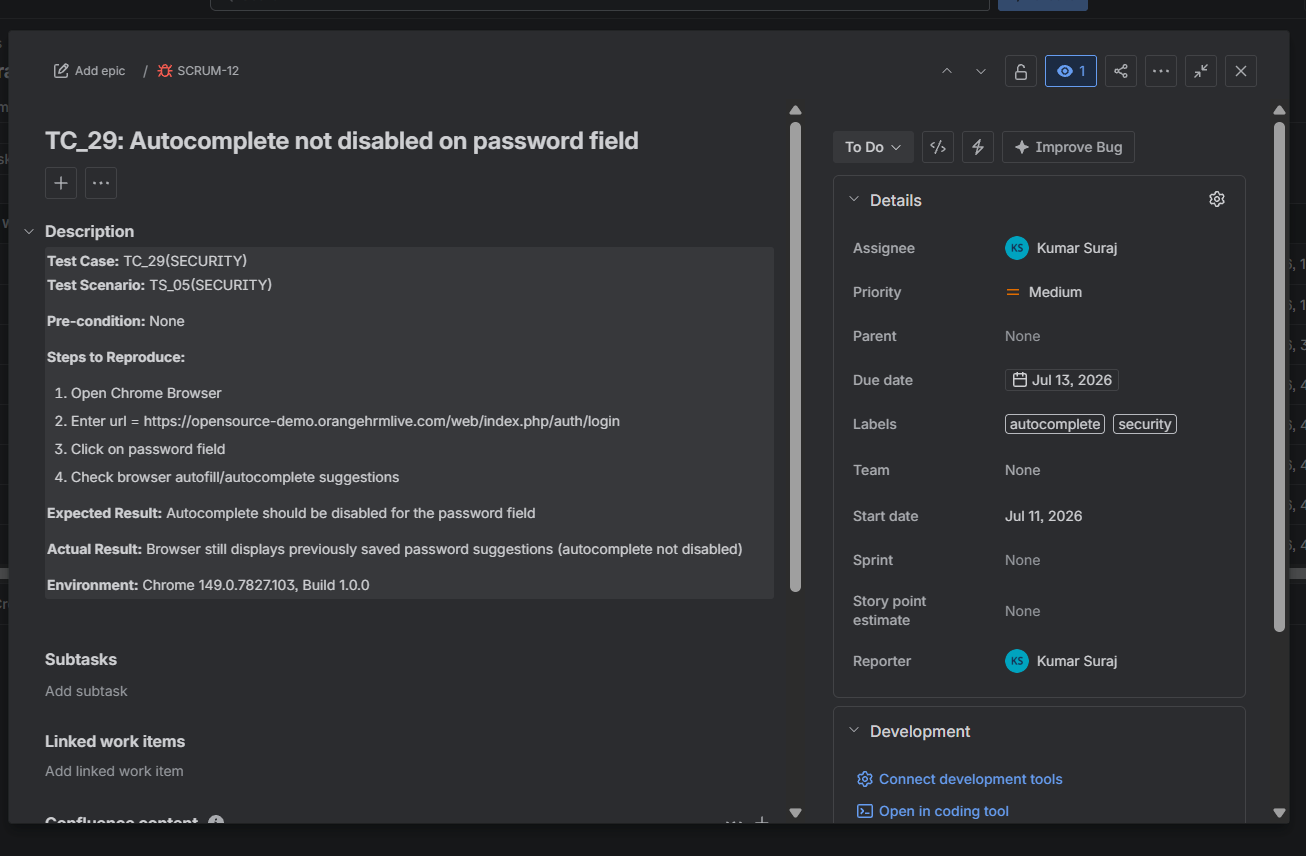 Add epic / SCRUM-12
1
TC_29: Autocomplete not disabled on password field
To Do
Improve Bug
Description
Test Case: TC_29(SECURITY)
Test Scenario: TS_05(SECURITY)
Pre-condition: None
Steps to Reproduce:
1. Open Chrome Browser
2. Enter url = https://opensource-demo.orangehrmlive.com/web/index.php/auth/login
3. Click on password field
4. Check browser autofill/autocomplete suggestions
Expected Result: Autocomplete should be disabled for the password field
Actual Result: Browser still displays previously saved password suggestions (autocomplete not disabled)
Environment: Chrome 149.0.7827.103, Build 1.0.0
Subtasks
Add subtask
Linked work items
Add linked work item
Confluence content
Details
Assignee KS Kumar Suraj
Priority Medium
Parent None
Due date Jul 13, 2026
Labels autocomplete security
Team None
Start date Jul 11, 2026
Sprint None
Story point
estimate None
Reporter KS Kumar Suraj
Development
Connect development tools
Open in coding tool